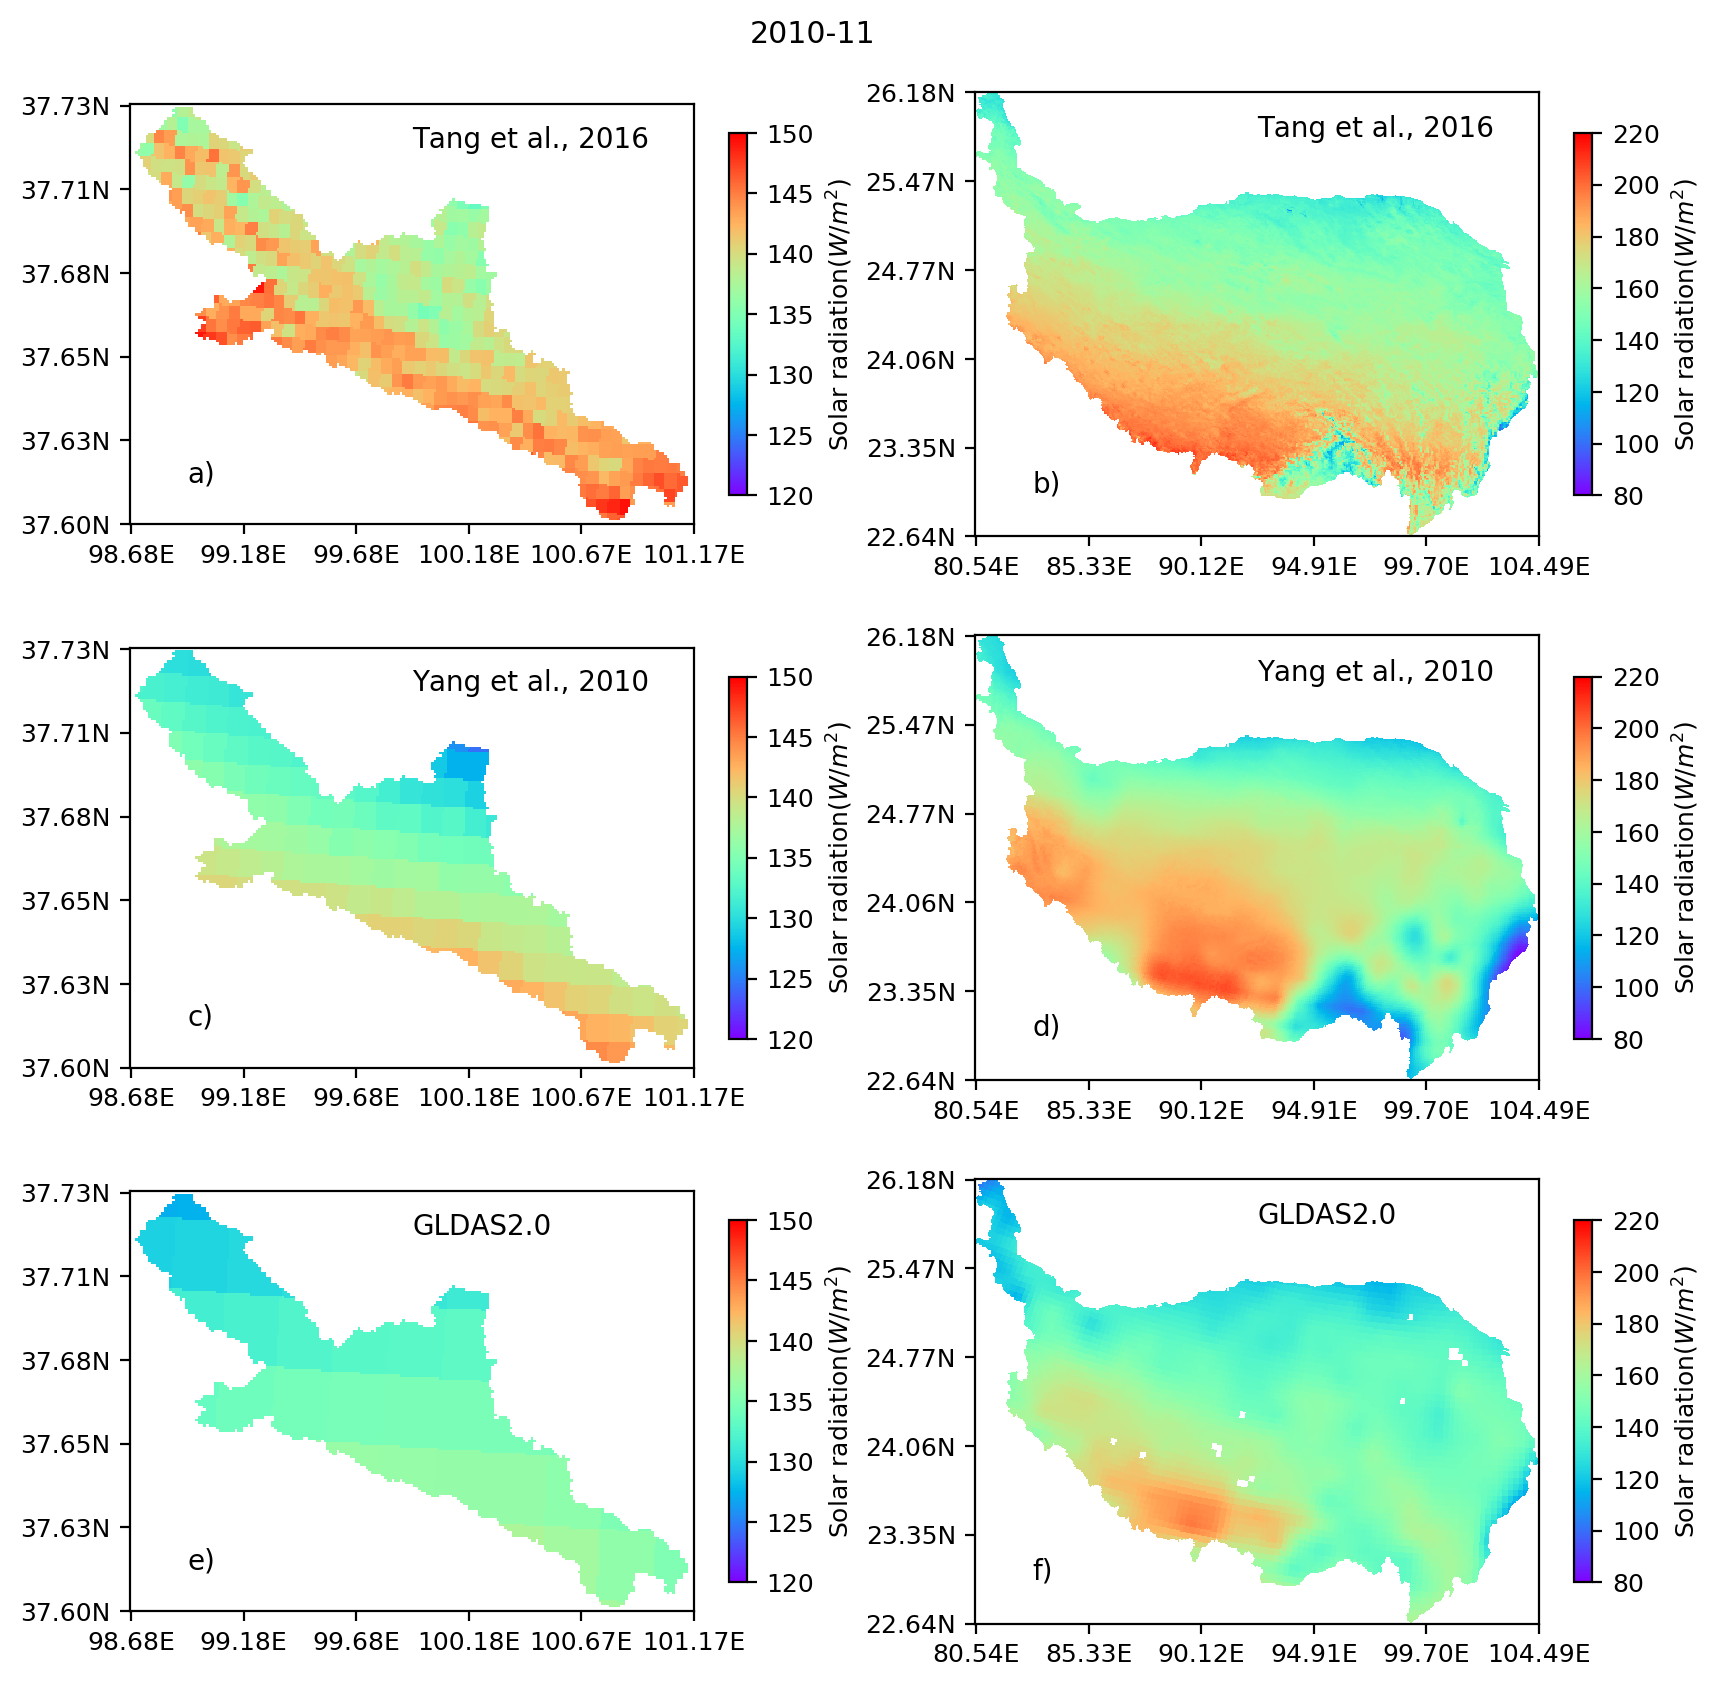 2010-11
37.73N
37.71N
37.68N
37.65N
37.63N
37.60N
98.68E 99.18E 99.68E 100.18E 100.67E 101.17E
Tang et al., 2016
a)
150
145
140
135
130
125
120
Solar radiation(W/m²)
26.18N
25.47N
24.77N
24.06N
23.35N
22.64N
80.54E 85.33E 90.12E 94.91E 99.70E 104.49E
Tang et al., 2016
b)
220
200
180
160
140
120
100
80
Solar radiation(W/m²)
37.73N
37.71N
37.68N
37.65N
37.63N
37.60N
98.68E 99.18E 99.68E 100.18E 100.67E 101.17E
Yang et al., 2010
c)
150
145
140
135
130
125
120
Solar radiation(W/m²)
26.18N
25.47N
24.77N
24.06N
23.35N
22.64N
80.54E 85.33E 90.12E 94.91E 99.70E 104.49E
Yang et al., 2010
d)
220
200
180
160
140
120
100
80
Solar radiation(W/m²)
37.73N
37.71N
37.68N
37.65N
37.63N
37.60N
98.68E 99.18E 99.68E 100.18E 100.67E 101.17E
GLDAS2.0
e)
150
145
140
135
130
125
120
Solar radiation(W/m²)
26.18N
25.47N
24.77N
24.06N
23.35N
22.64N
80.54E 85.33E 90.12E 94.91E 99.70E 104.49E
GLDAS2.0
f)
220
200
180
160
140
120
100
80
Solar radiation(W/m²)